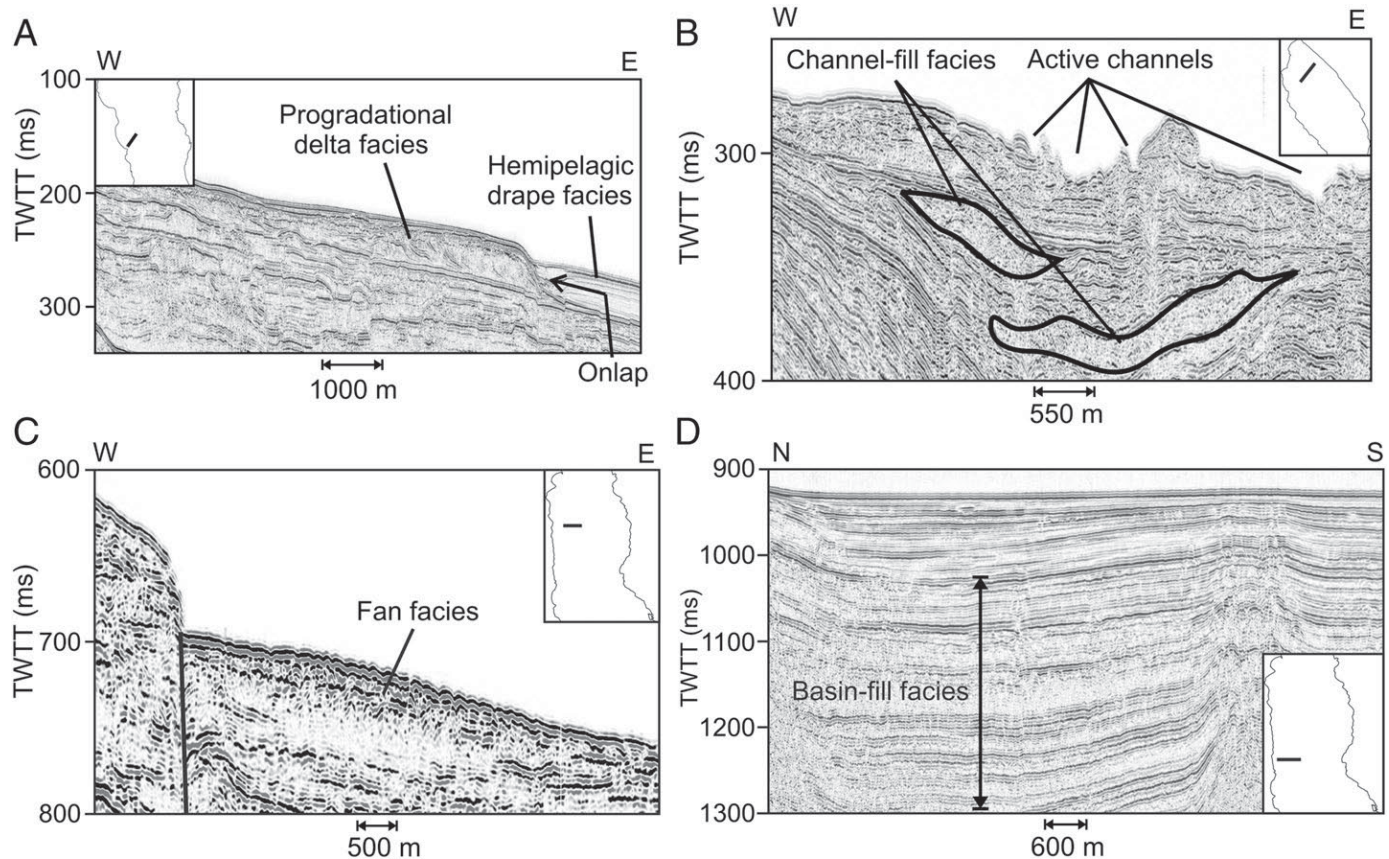 A
W
E
100
200
300
TWTT (ms)
Progradational
delta facies
Hemipelagic
drape facies
Onlap
1000 m
B
W
E
Channel-fill facies
Active channels
300
400
TWTT (ms)
550 m
C
W
E
600
700
800
TWTT (ms)
Fan facies
500 m
D
N
S
900
1000
1100
1200
1300
TWTT (ms)
Basin-fill facies
600 m